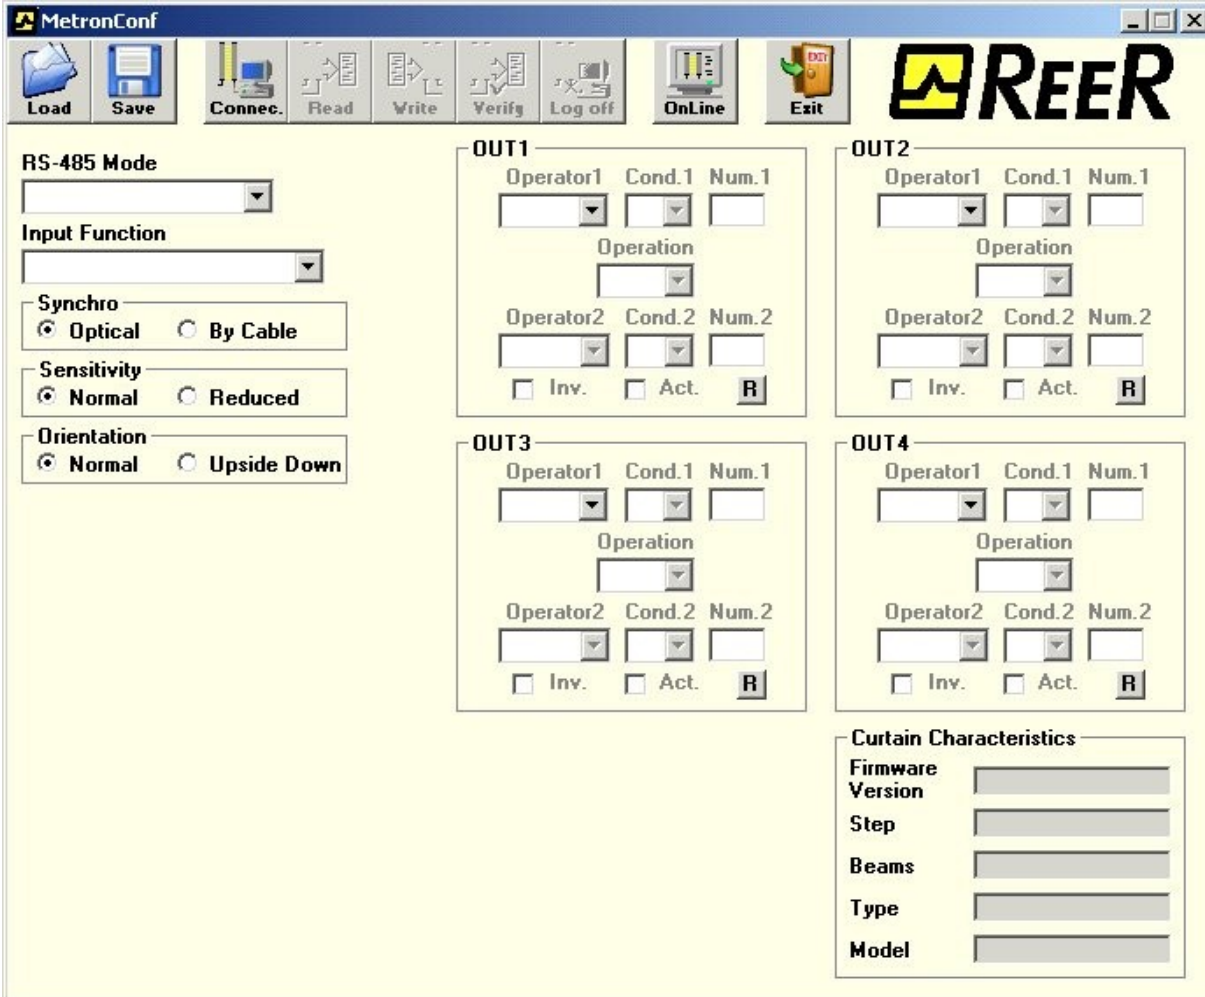 MetronConf
Load Save Connec. Read Write Verify Log off OnLine Exit EXIT REER
RS-485 Mode
Input Function
Synchro
Optical By Cable
Sensitivity
Normal Reduced
Orientation
Normal Upside Down
OUT1
Operator1 Cond.1 Num.1
Operation
Operator2 Cond.2 Num.2
Inv. Act. R
OUT2
Operator1 Cond.1 Num.1
Operation
Operator2 Cond.2 Num.2
Inv. Act. R
OUT3
Operator1 Cond.1 Num.1
Operation
Operator2 Cond.2 Num.2
Inv. Act. R
OUT4
Operator1 Cond.1 Num.1
Operation
Operator2 Cond.2 Num.2
Inv. Act. R
Curtain Characteristics
Firmware
Version
Step
Beams
Type
Model